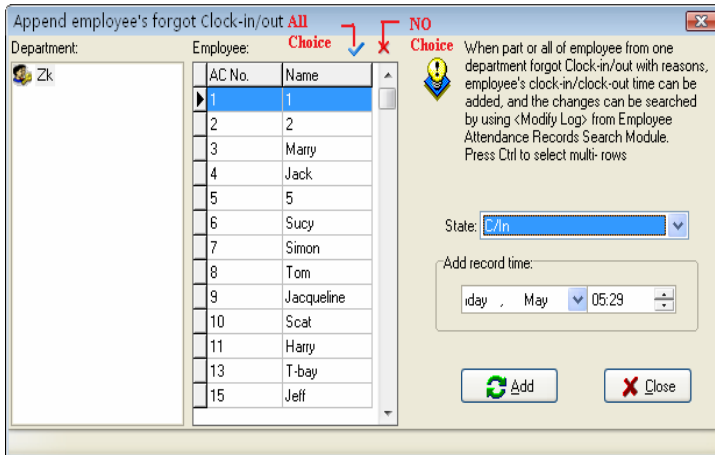 Append employee's forgot Clock-in/out
All Choice
NO Choice
Department:
Zk
Employee:
AC No. Name
1 1
2 2
3 Marry
4 Jack
5 5
6 Sucy
7 Simon
8 Tom
9 Jacqueline
10 Scat
11 Harry
13 T-bay
15 Jeff
When part or all of employee from one
department forgot Clock-in/out with reasons,
employee's clock-in/clock-out time can be
added, and the changes can be searched
by using <Modify Log> from Employee
Attendance Records Search Module.
Press Ctrl to select multi- rows
State: C/In
Add record time:
day , May 05:29
Add
Close